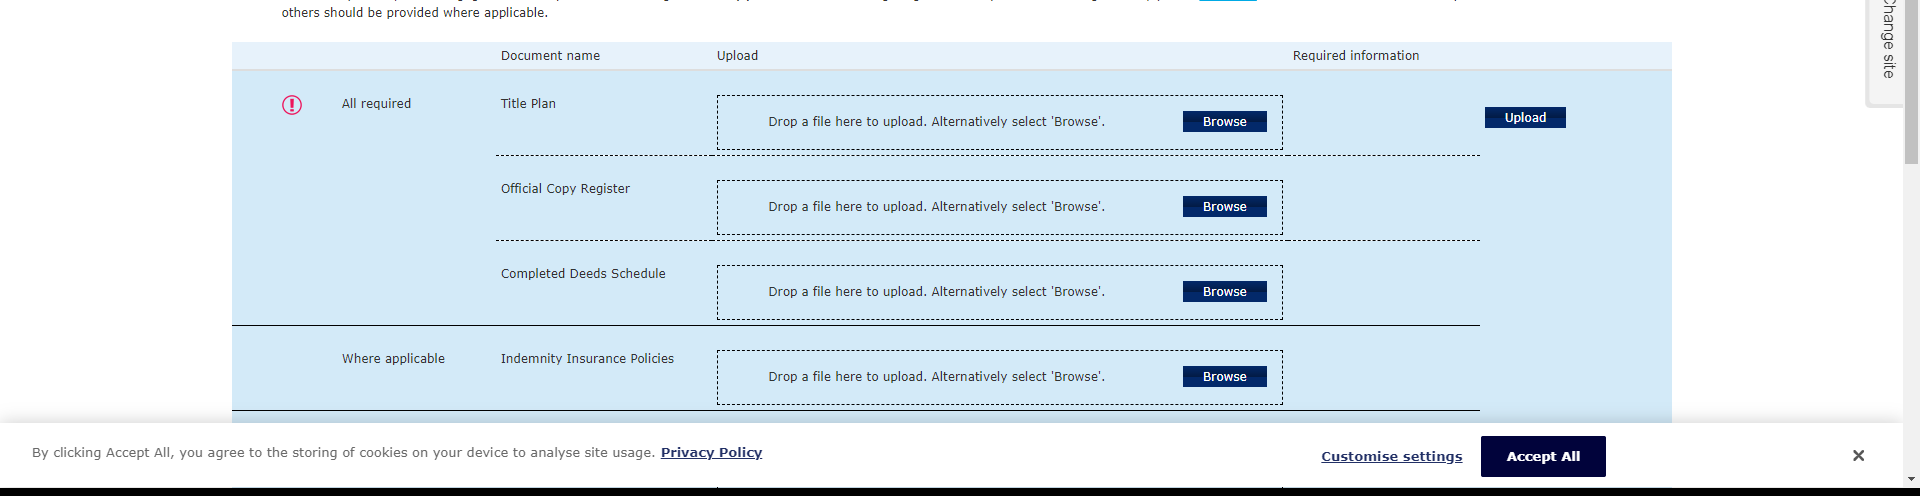 others should be provided where applicable.
Change site
Document name Upload Required information
All required Title Plan Drop a file here to upload. Alternatively select 'Browse'. Browse Upload
Official Copy Register Drop a file here to upload. Alternatively select 'Browse'. Browse
Completed Deeds Schedule Drop a file here to upload. Alternatively select 'Browse'. Browse
Where applicable Indemnity Insurance Policies Drop a file here to upload. Alternatively select 'Browse'. Browse
By clicking Accept All, you agree to the storing of cookies on your device to analyse site usage. Privacy Policy Customise settings Accept All